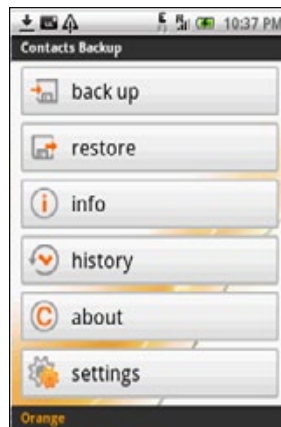 10:37 PM
Contacts Backup
back up
restore
info
history
about
settings
Orange